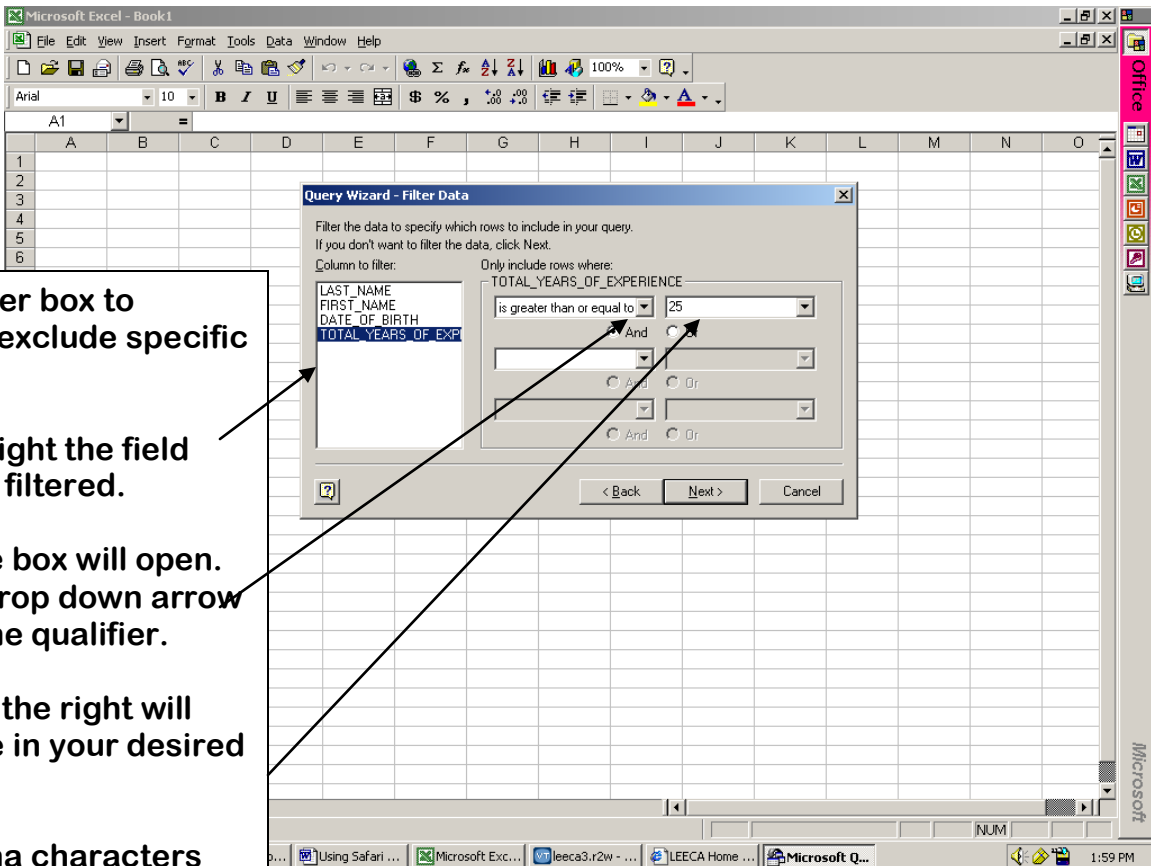 Microsoft Excel - Book1
File Edit View Insert Format Tools Data Window Help
100%
Arial 10 B I U $ % ,
A1 =
A B C D E F G H I J K L M N O
1
2
3
4
5
6
Query Wizard - Filter Data
Filter the data to specify which rows to include in your query.
If you don't want to filter the data, click Next.
Column to filter:
LAST_NAME
FIRST_NAME
DATE_OF_BIRTH
TOTAL_YEARS_OF_EXP
Only include rows where:
TOTAL_YEARS_OF_EXPERIENCE
is greater than or equal to 25
And Or
And Or
And Or
< Back Next > Cancel
er box to
exclude specific
ight the field
filtered.
e box will open.
rop down arrow
ne qualifier.
the right will
e in your desired
na characters
NUM
Using Safari ... Microsoft Exc... leeca3.r2w - ... LEECA Home ... Microsoft Q... 1:59 PM
Office
Microsoft